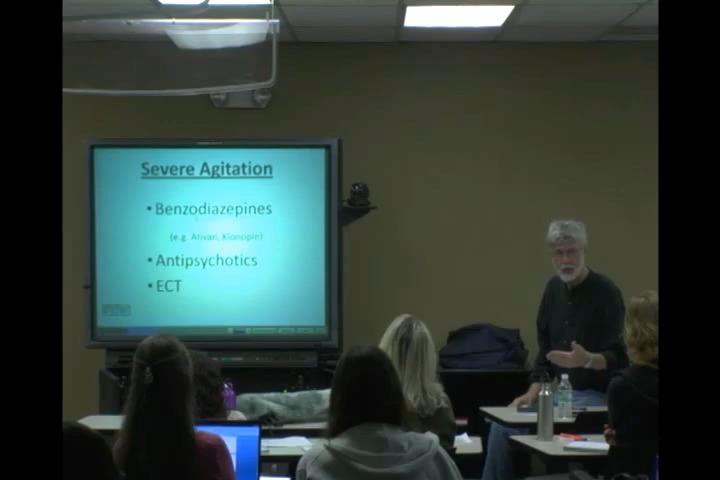 Severe Agitation
• Benzodiazepines
(e.g. Ativan, Klonopin)
• Antipsychotics
• ECT